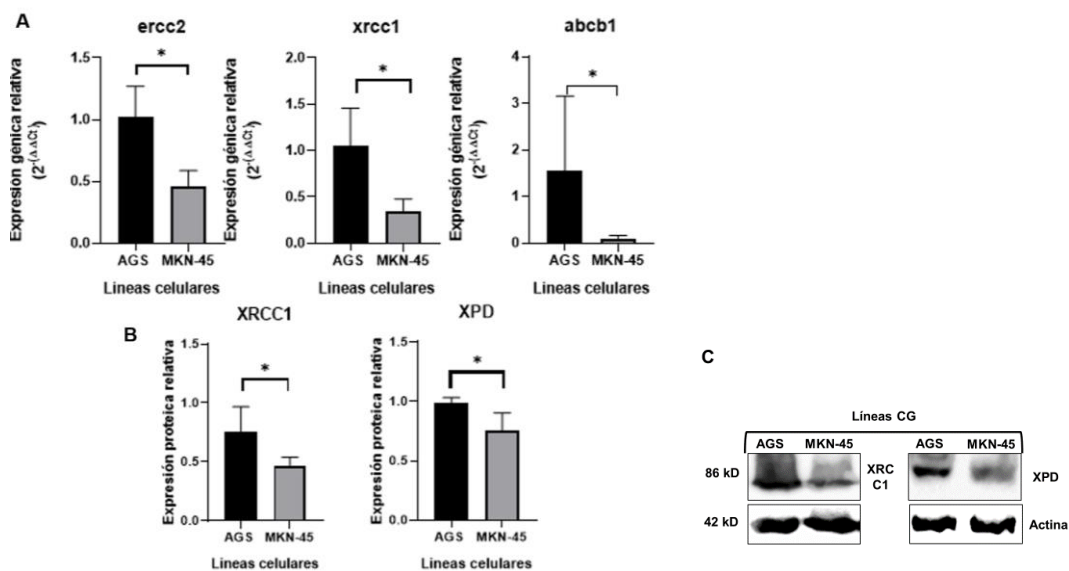 A
ercc2
Expresión génica relativa
(2-(ΔΔCt))
1.5
1.0
0.5
0.0
*
AGS MKN-45
Lineas celulares
xrcc1
Expresión génica relativa
(2-(ΔΔCt))
2.0
1.5
1.0
0.5
0.0
*
AGS MKN-45
Lineas celulares
abcb1
Expresión génica relativa
(2-(ΔΔCt))
4
3
2
1
0
*
AGS MKN-45
Lineas celulares
B
XRCC1
Expresión proteica relativa
1.5
1.0
0.5
0.0
*
AGS MKN-45
Lineas celulares
XPD
Expresión proteica relativa
1.5
1.0
0.5
0.0
*
AGS MKN-45
Lineas celulares
C
Líneas CG
AGS MKN-45
AGS MKN-45
86 kD
XRC
C1
XPD
42 kD
Actina